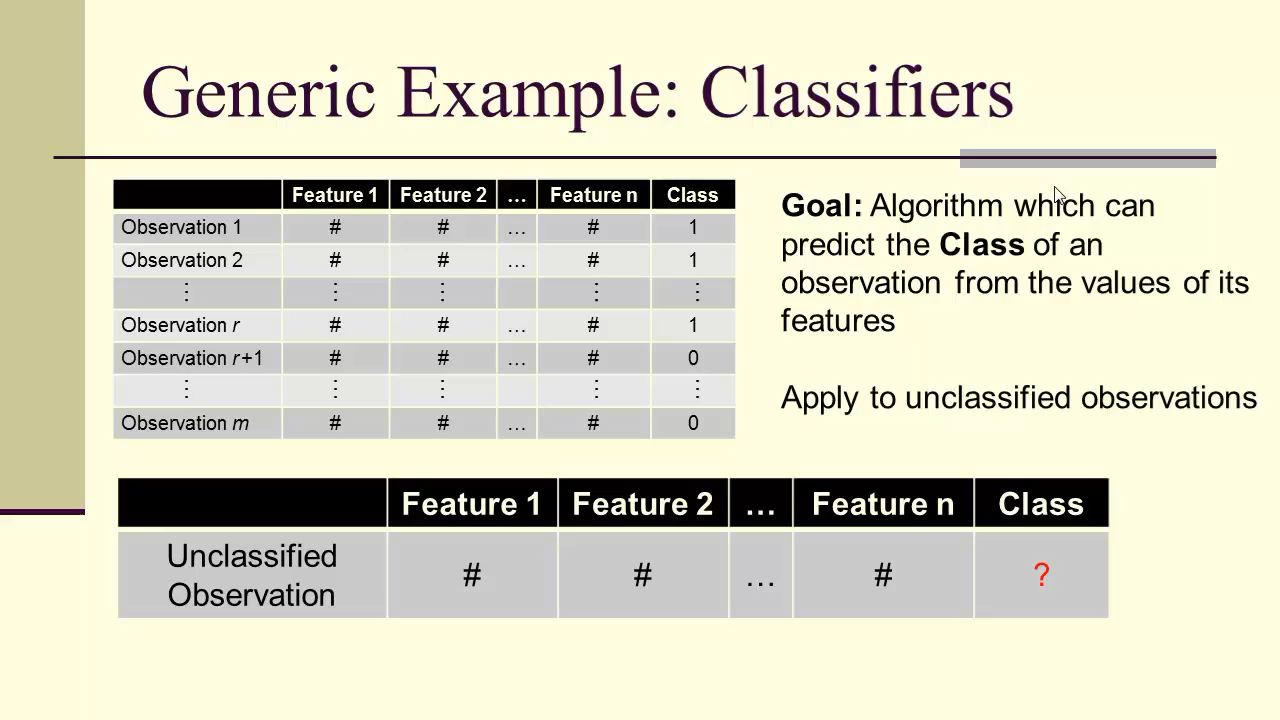 Generic Example: Classifiers
Feature 1 Feature 2 … Feature n Class
Observation 1 # # … # 1
Observation 2 # # … # 1
⋮ ⋮ ⋮ ⋮ ⋮
Observation r # # … # 1
Observation r+1 # # … # 0
⋮ ⋮ ⋮ ⋮ ⋮
Observation m # # … # 0
Goal: Algorithm which can
predict the Class of an
observation from the values of its
features
Apply to unclassified observations
Feature 1 Feature 2 … Feature n Class
Unclassified
Observation # # … # ?